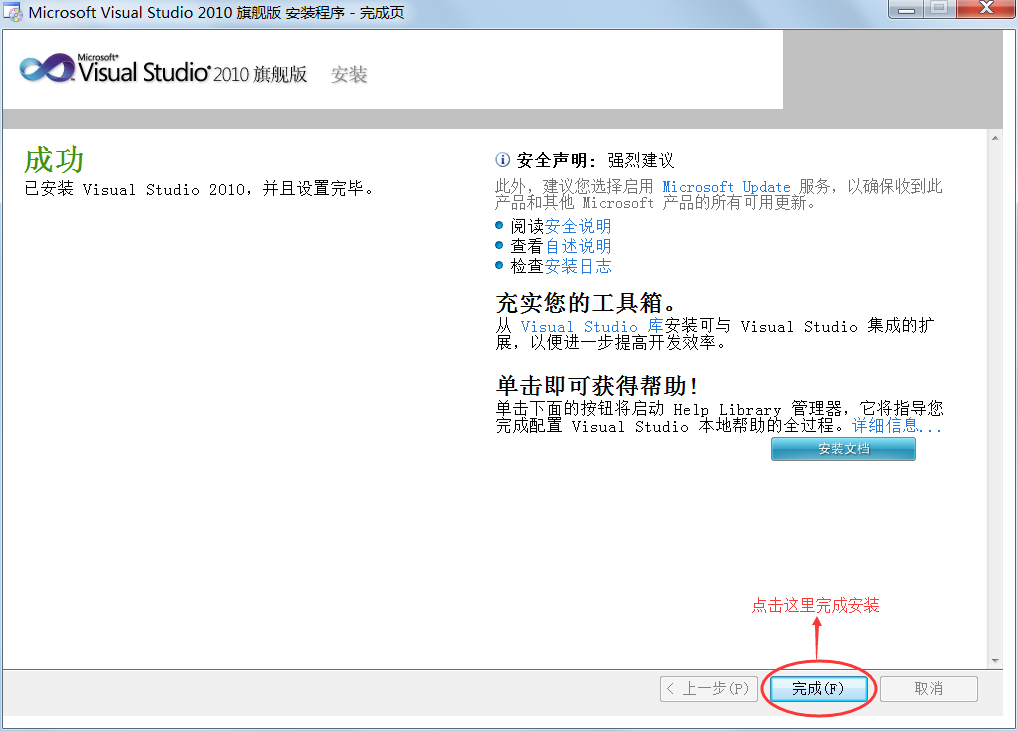 Microsoft Visual Studio 2010 旗舰版 安装程序 - 完成页
Microsoft®
Visual Studio® 2010 旗舰版 安装
成功
已安装 Visual Studio 2010，并且设置完毕。
安全声明： 强烈建议
此外，建议您选择启用 Microsoft Update 服务，以确保收到此
产品和其他 Microsoft 产品的所有可用更新。
阅读安全说明
查看自述说明
检查安装日志
充实您的工具箱。
从 Visual Studio 库安装可与 Visual Studio 集成的扩
展，以便进一步提高开发效率。
单击即可获得帮助！
单击下面的按钮将启动 Help Library 管理器，它将指导您
完成配置 Visual Studio 本地帮助的全过程。详细信息...
安装文档
点击这里完成安装
< 上一步(P)
完成(F)
取消